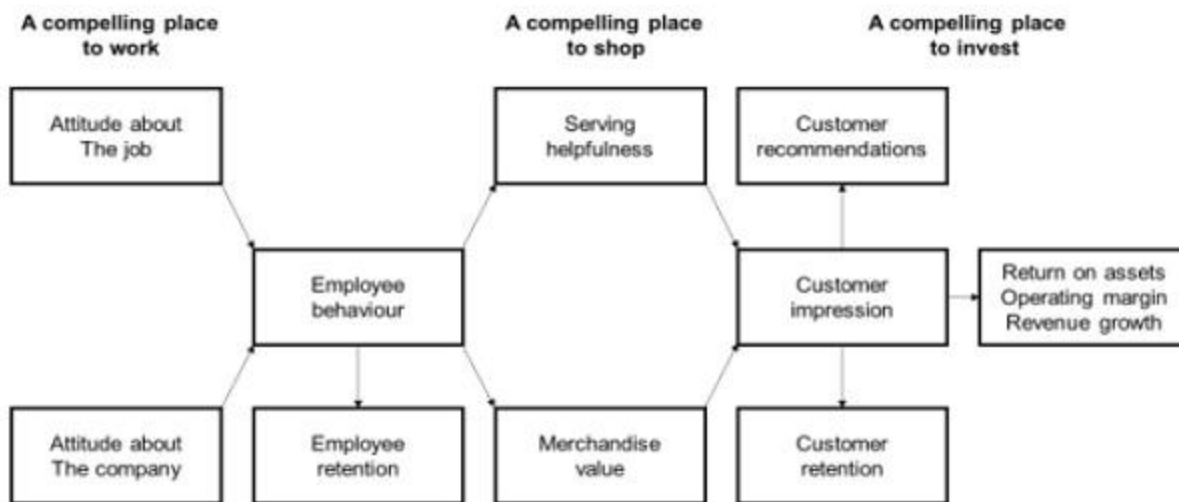 A compelling place
to work
A compelling place
to shop
A compelling place
to invest
Attitude about
The job
Serving
helpfulness
Customer
recommendations
Employee
behaviour
Customer
impression
Return on assets
Operating margin
Revenue growth
Attitude about
The company
Employee
retention
Merchandise
value
Customer
retention